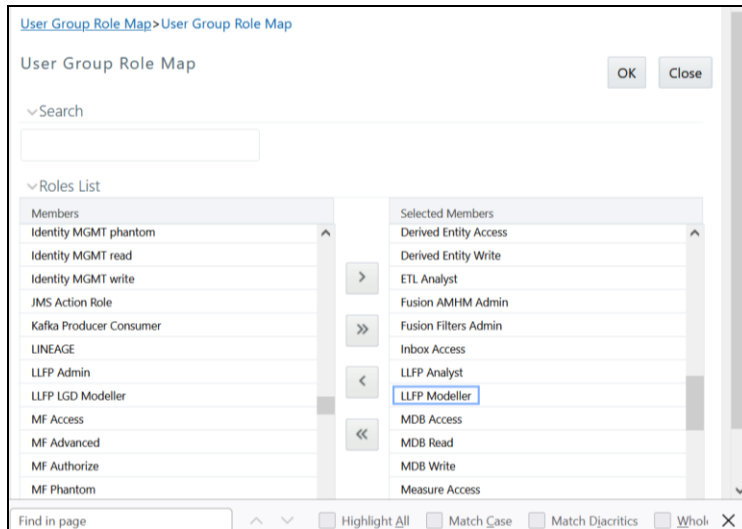 User Group Role Map>User Group Role Map
User Group Role Map
OK
Close
Search
Roles List
Members
Identity MGMT phantom
Identity MGMT read
Identity MGMT write
JMS Action Role
Kafka Producer Consumer
LINEAGE
LLFP Admin
LLFP LGD Modeller
MF Access
MF Advanced
MF Authorize
MF Phantom
>
>>
<
<<
Selected Members
Derived Entity Access
Derived Entity Write
ETL Analyst
Fusion AMHM Admin
Fusion Filters Admin
Inbox Access
LLFP Analyst
LLFP Modeller
MDB Access
MDB Read
MDB Write
Measure Access
Find in page
Highlight All
Match Case
Match Diacritics